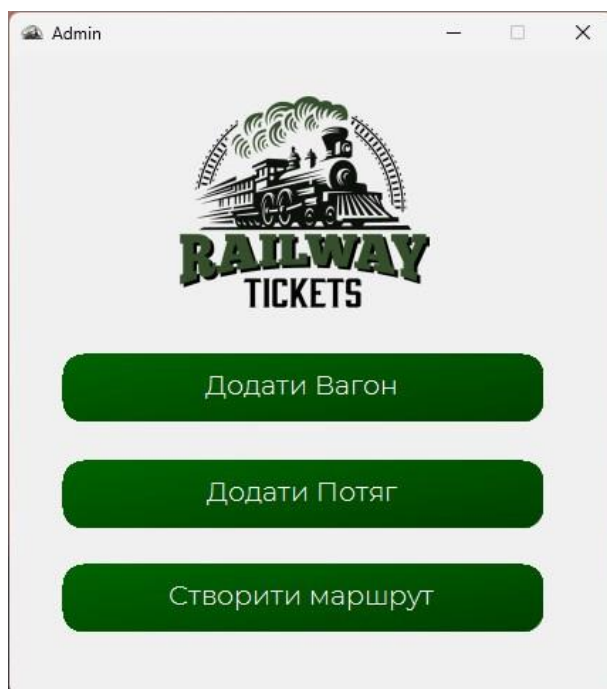 Admin
RAILWAY
TICKETS
Додати Вагон
Додати Потяг
Створити маршрут